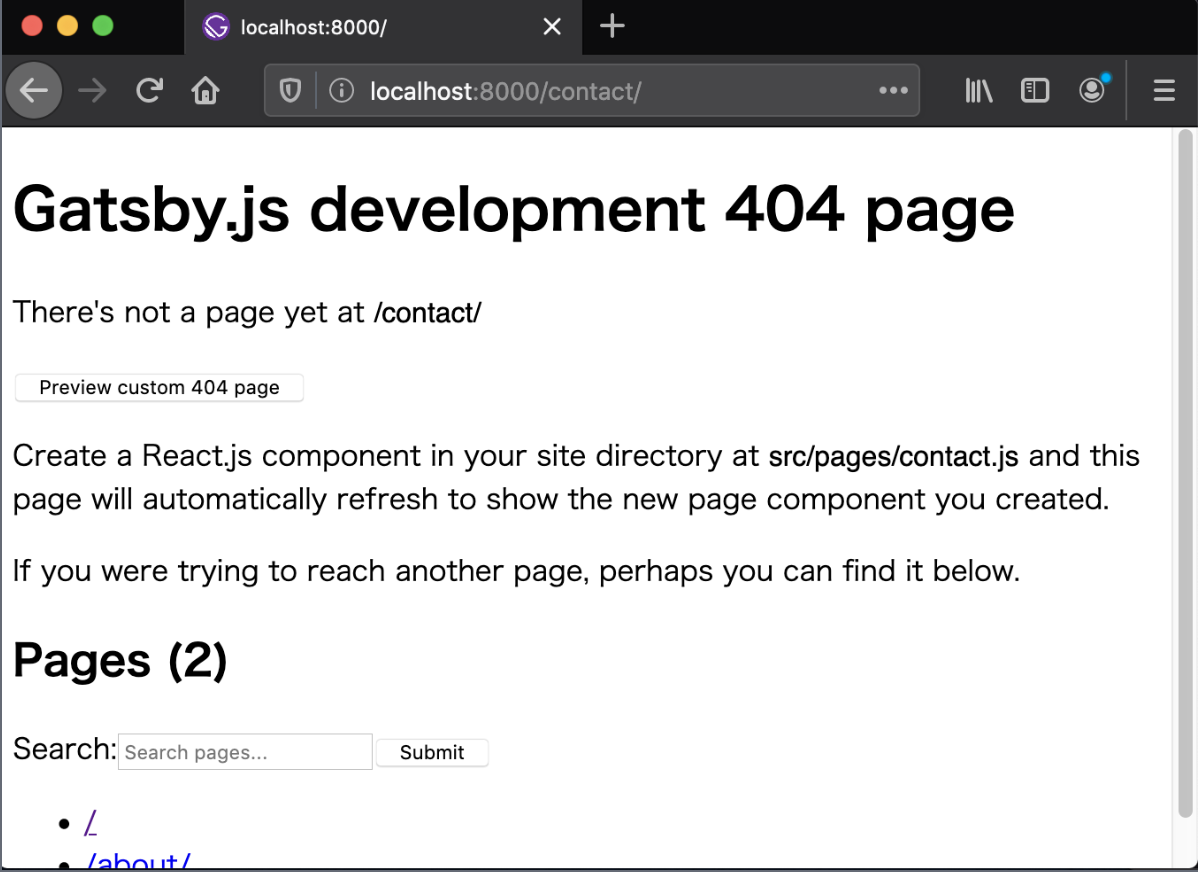 localhost:8000/
localhost:8000/contact/
Gatsby.js development 404 page
There's not a page yet at /contact/
Preview custom 404 page
Create a React.js component in your site directory at src/pages/contact.js and this
page will automatically refresh to show the new page component you created.
If you were trying to reach another page, perhaps you can find it below.
Pages (2)
Search: Search pages... Submit
/
/about/